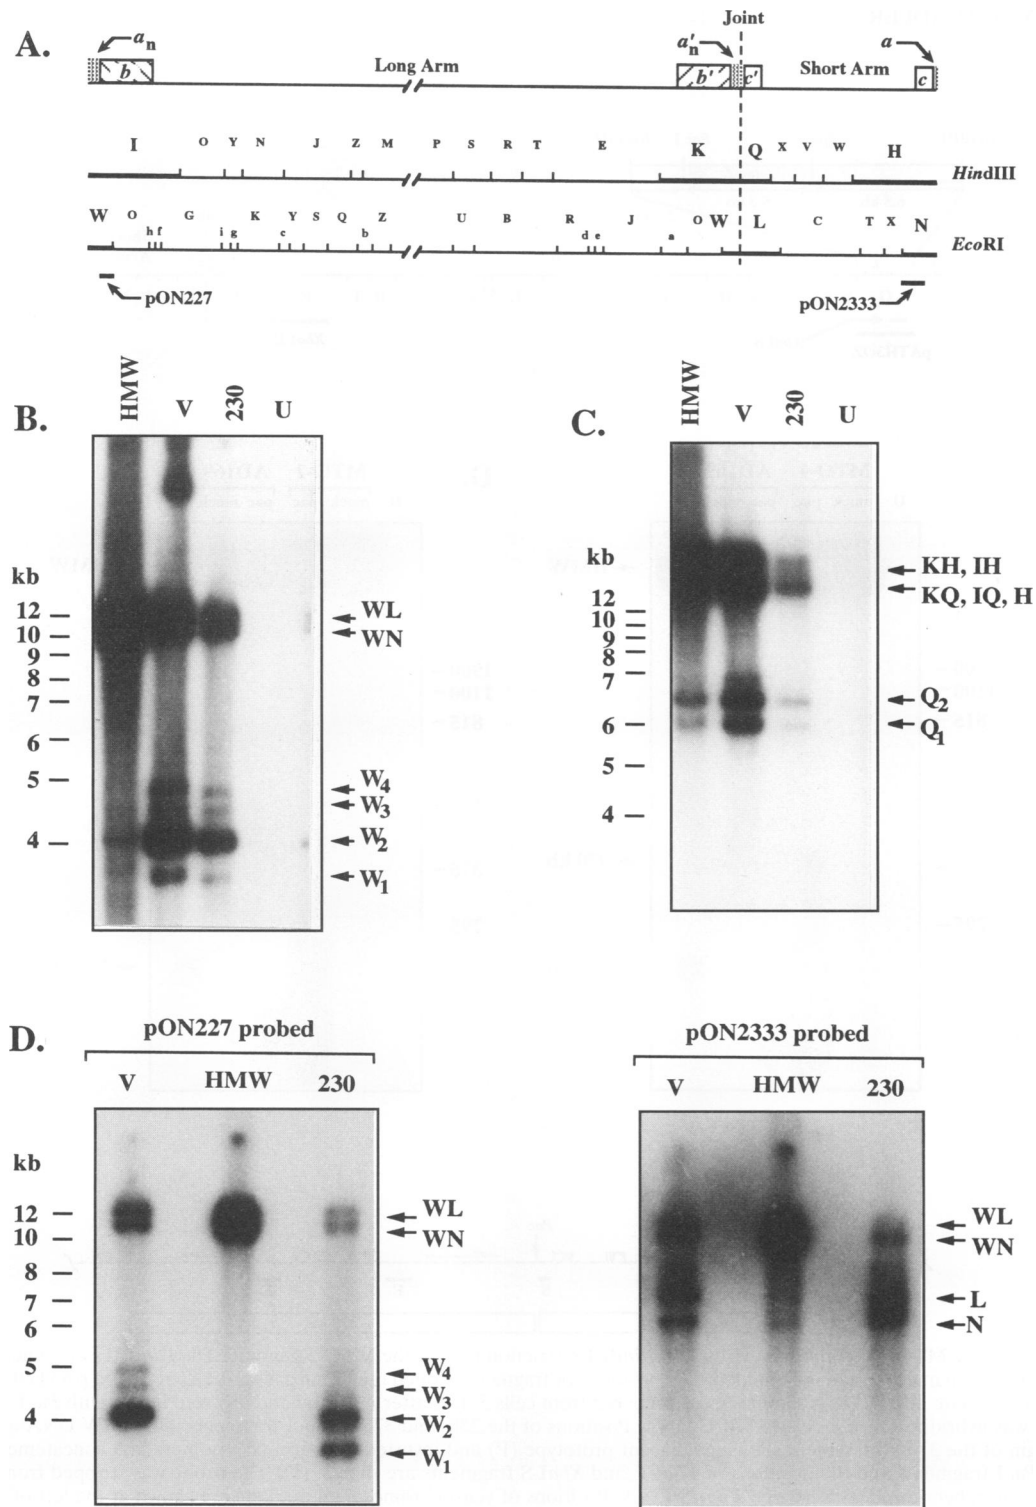 Joint
A.
aₙ
a'ₙ
a
b
Long Arm
b'
c'
Short Arm
c
I O Y N J Z M P S R T E K Q X V W H
HindIII
W O G K Y S Q Z U B R J O W L C T X N
h f i g c b d e a
EcoRI
pON227
pON2333
B.
HMW V 230 U
kb
12
10
9
8
7
6
5
4
WL
WN
W₄
W₃
W₂
W₁
C.
HMW V 230 U
kb
12
10
9
8
7
6
5
4
KH, IH
KQ, IQ, H
Q₂
Q₁
D.
pON227 probed
V HMW 230
kb
12
10
8
7
6
5
4
WL
WN
W₄
W₃
W₂
W₁
pON2333 probed
V HMW 230
WL
WN
L
N